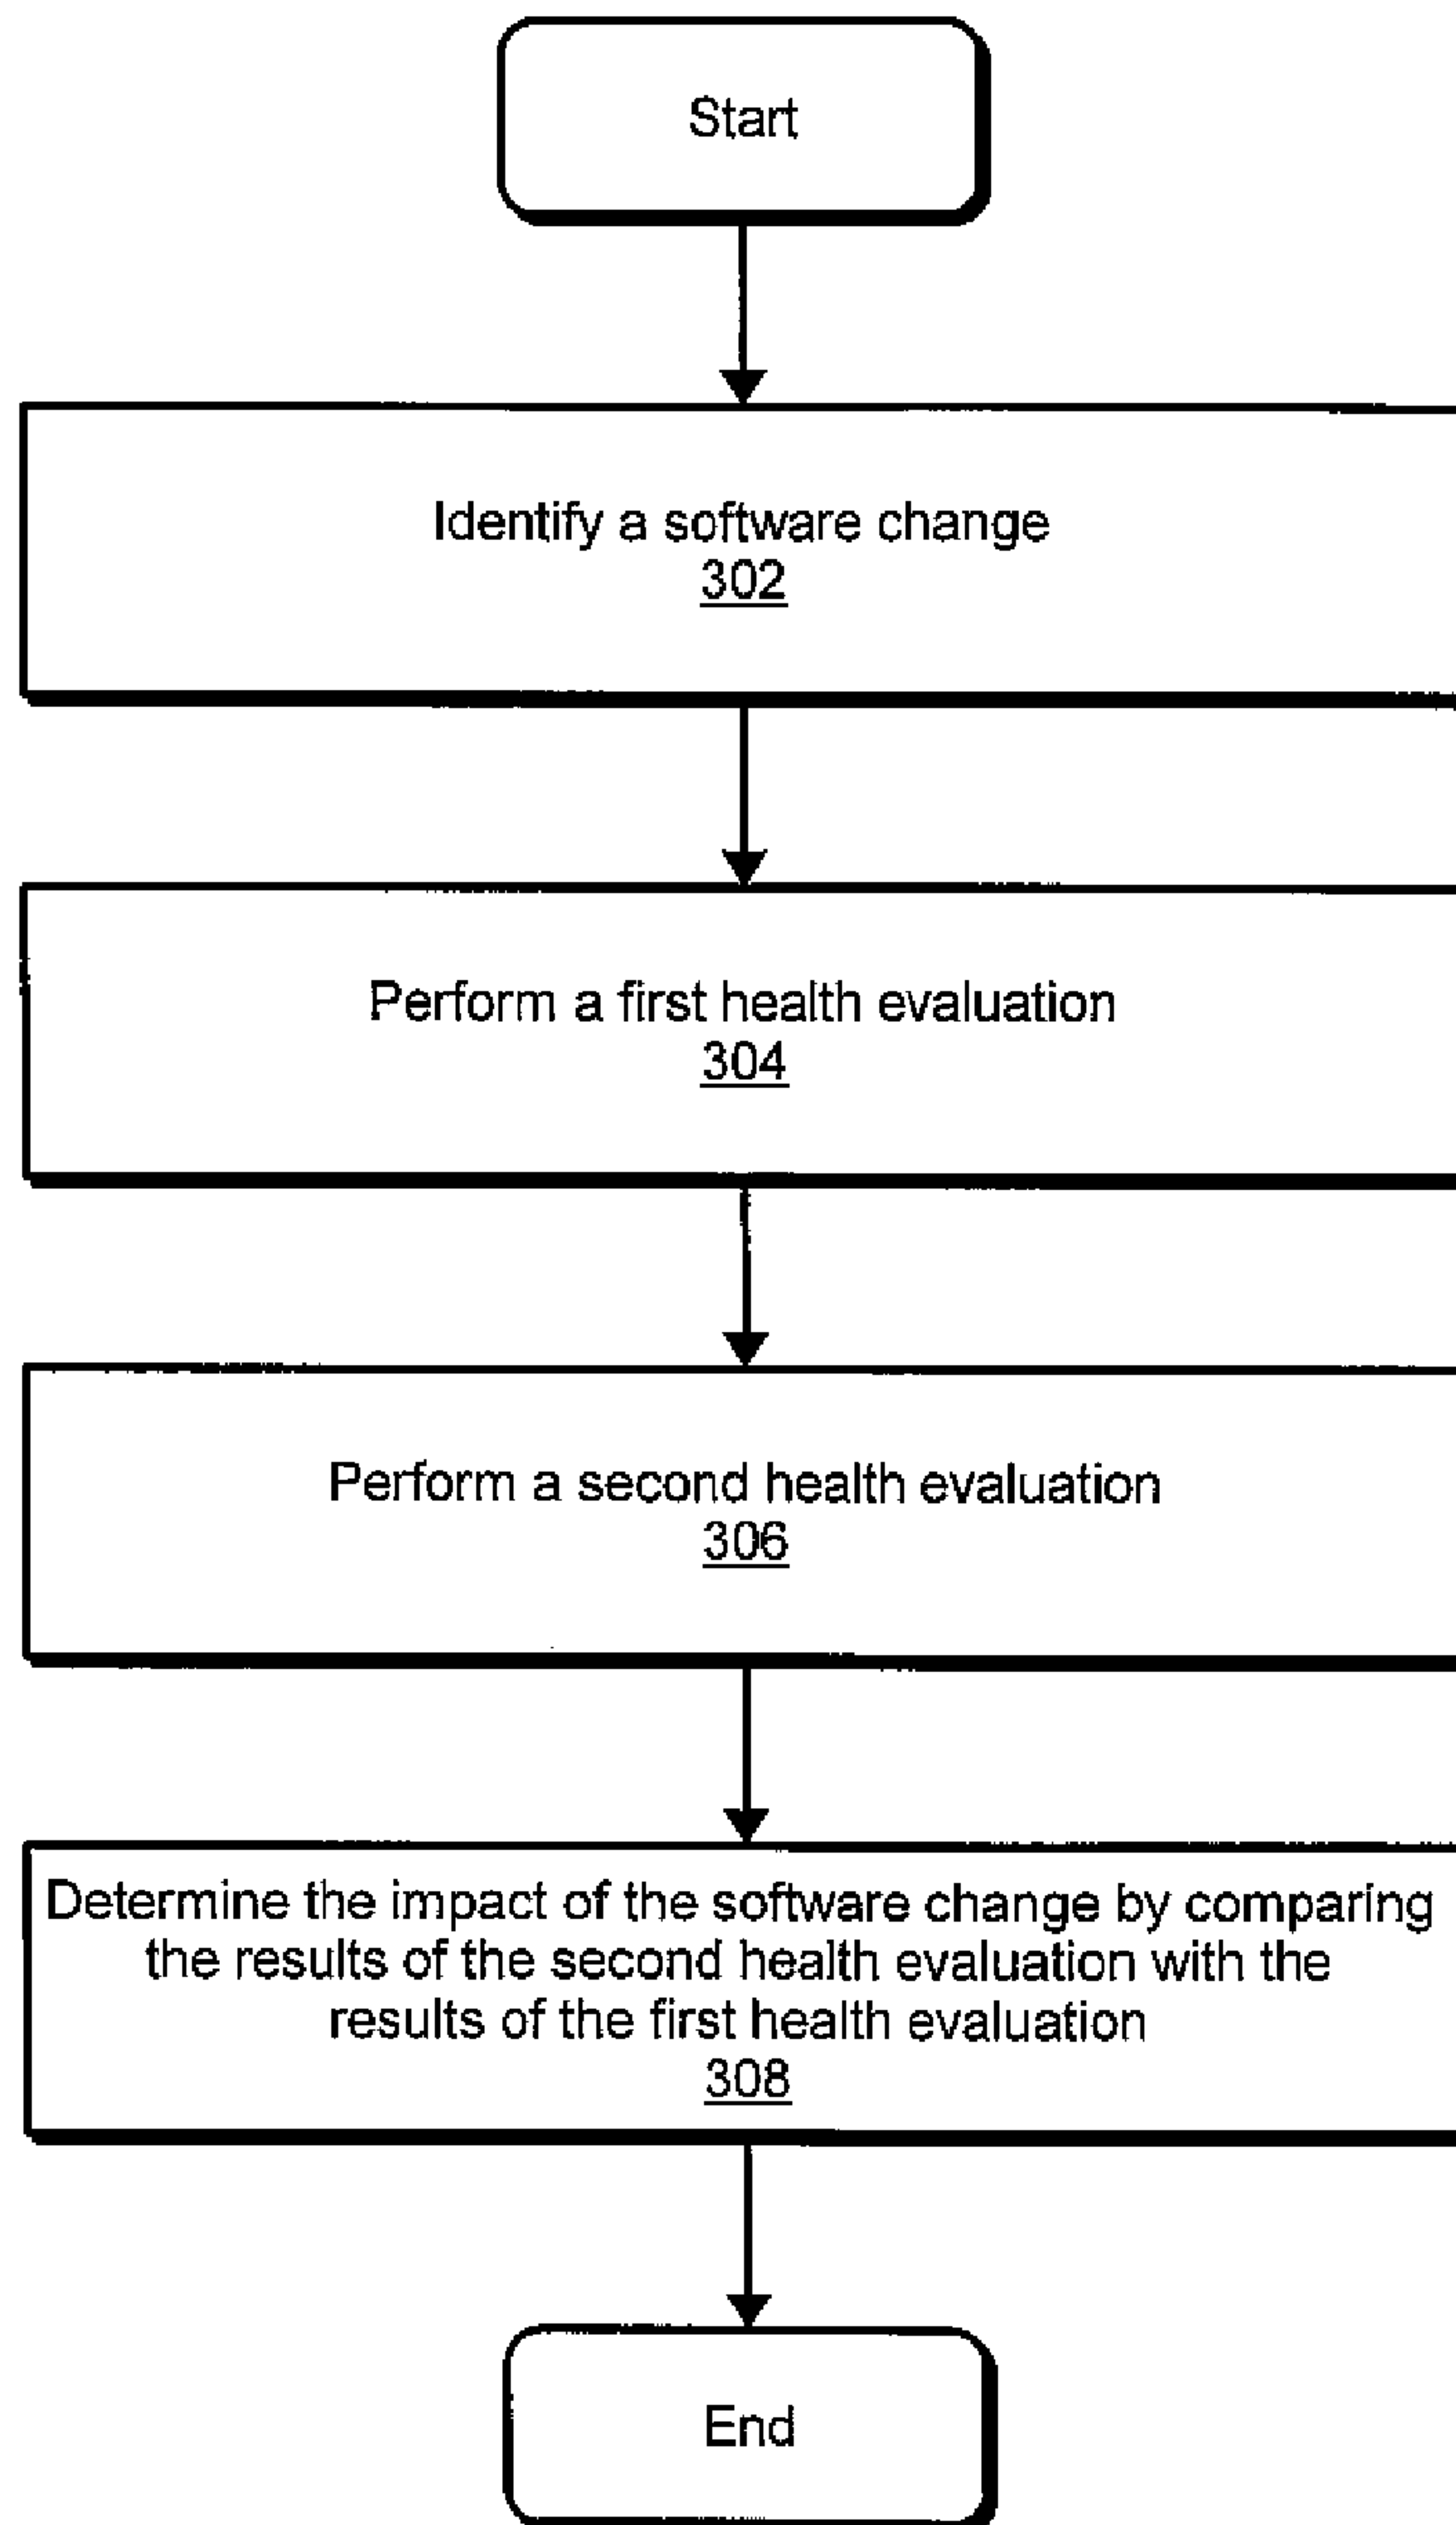 Start
Identify a software change
302
Perform a first health evaluation
304
Perform a second health evaluation
306
Determine the impact of the software change by comparing
the results of the second health evaluation with the
results of the first health evaluation
308
End